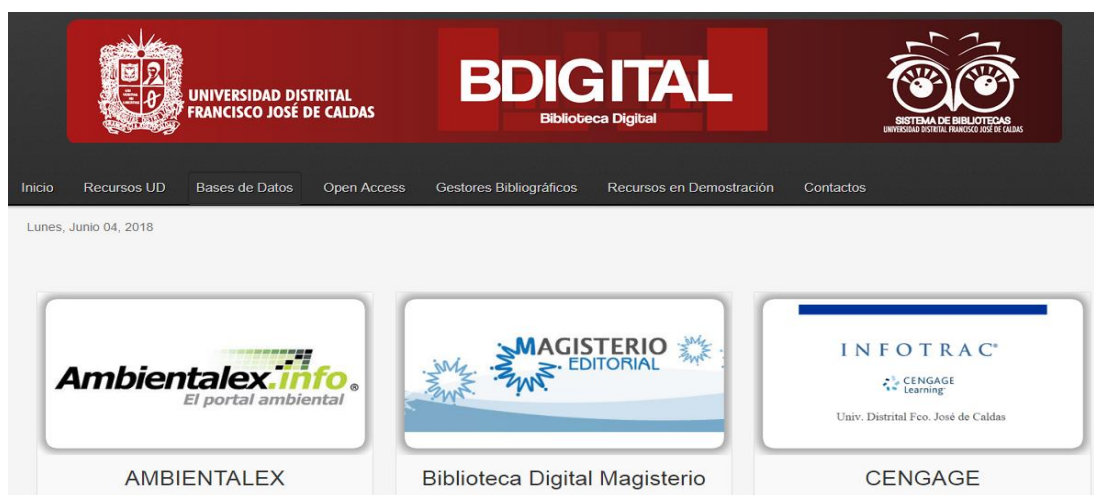 UNIVERSIDAD DISTRITAL
FRANCISCO JOSÉ DE CALDAS
BDIGITAL
Biblioteca Digital
SISTEMA DE BIBLIOTECAS
UNIVERSIDAD DISTRITAL FRANCISCO JOSÉ DE CALDAS
Inicio Recursos UD Bases de Datos Open Access Gestores Bibliográficos Recursos en Demostración Contactos
Lunes, Junio 04, 2018
Ambientalex.info®
El portal ambiental
MAGISTERIO
EDITORIAL
INFOTRAC®
CENGAGE
Learning™
Univ. Distrital Fco. José de Caldas
AMBIENTALEX
Biblioteca Digital Magisterio
CENGAGE